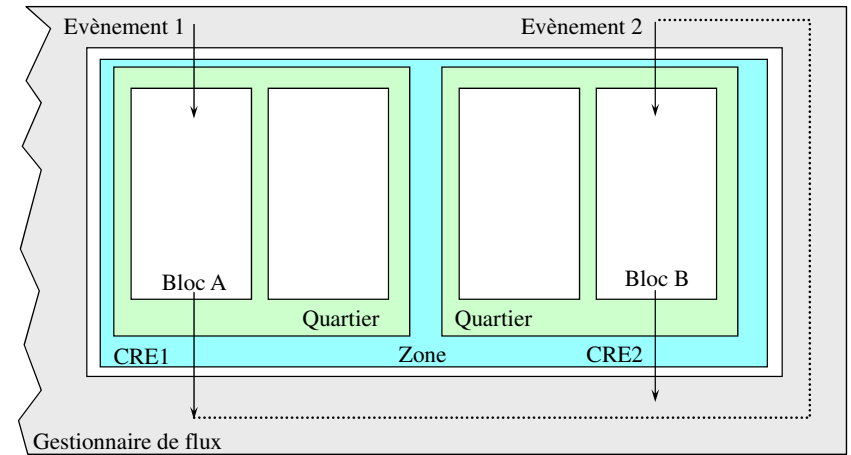 Evènement 1
Evènement 2
Bloc A
Bloc B
Quartier
Quartier
CRE1
Zone
CRE2
Gestionnaire de flux